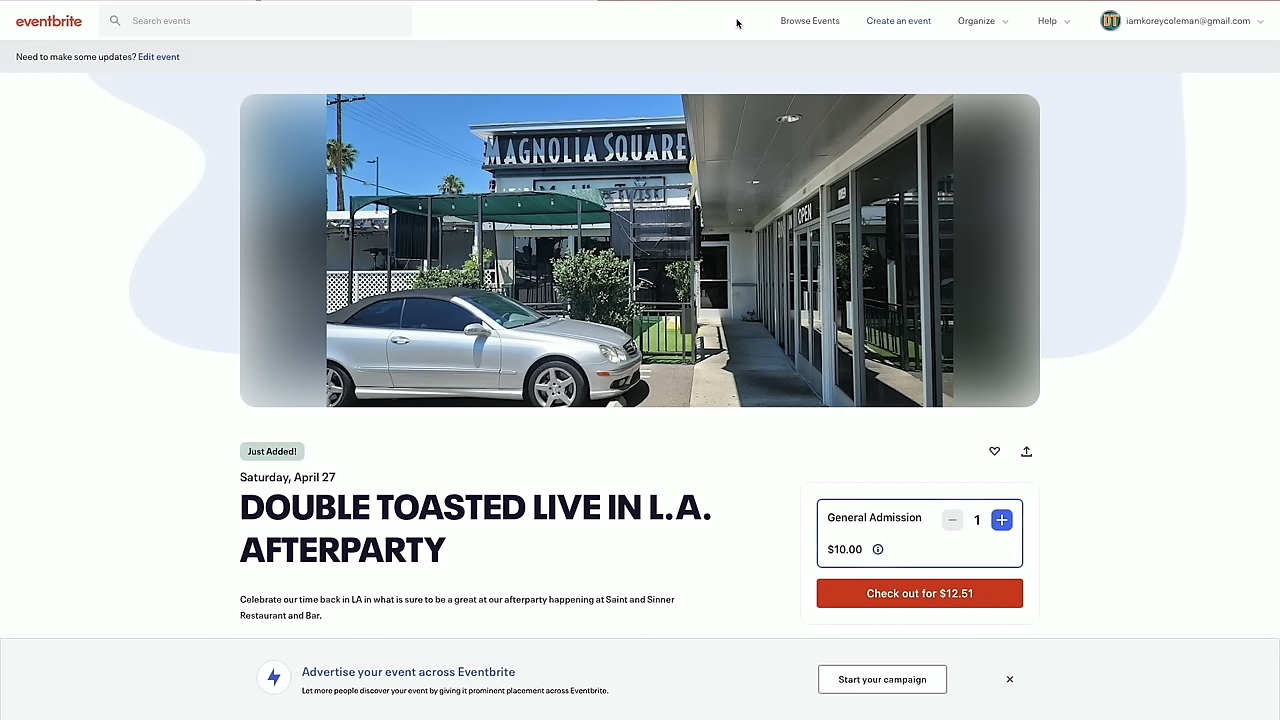 eventbrite
Search events
Browse Events
Create an event
Organize
Help
DT
iamkoreycoleman@gmail.com
Need to make some updates? Edit event
MAGNOLIA SQUARE
OPEN
Just Added!
Saturday, April 27
DOUBLE TOASTED LIVE IN L.A.
AFTERPARTY
Celebrate our time back in LA in what is sure to be a great at our afterparty happening at Saint and Sinner
Restaurant and Bar.
General Admission
1
$10.00
Check out for $12.51
Advertise your event across Eventbrite
Let more people discover your event by giving it prominent placement across Eventbrite.
Start your campaign